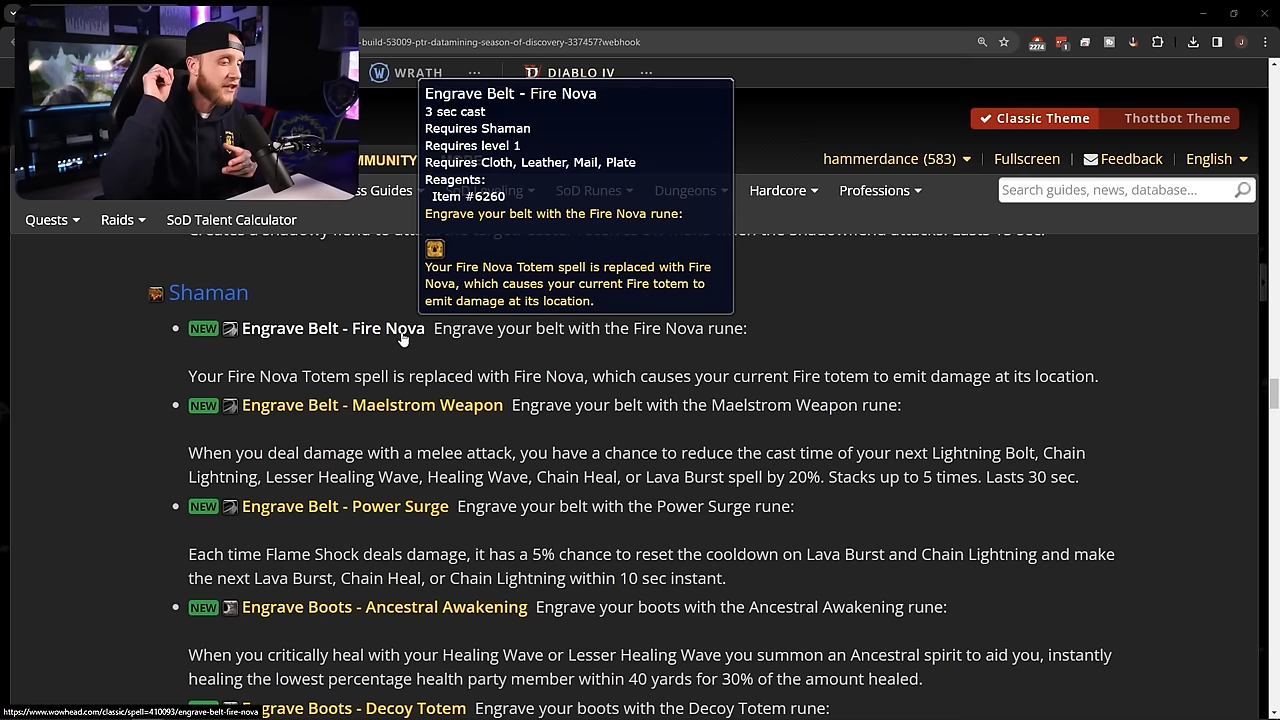 -build-53009-ptr-datamining-season-of-discovery-337457?webhook
2274
1
J
WRATH
DIABLO IV
Classic Theme
Thottbot Theme
MMUNITY
hammerdance (583)
Fullscreen
Feedback
English
ss Guides
SoD Runes
Dungeons
Hardcore
Professions
Search guides, news, database...
Quests
Raids
SoD Talent Calculator
Engrave Belt - Fire Nova
3 sec cast
Requires Shaman
Requires level 1
Requires Cloth, Leather, Mail, Plate
Reagents:
Item #6260
Engrave your belt with the Fire Nova rune:
Your Fire Nova Totem spell is replaced with Fire
Nova, which causes your current Fire totem to
emit damage at its location.
Shaman
NEW Engrave Belt - Fire Nova Engrave your belt with the Fire Nova rune:
Your Fire Nova Totem spell is replaced with Fire Nova, which causes your current Fire totem to emit damage at its location.
NEW Engrave Belt - Maelstrom Weapon Engrave your belt with the Maelstrom Weapon rune:
When you deal damage with a melee attack, you have a chance to reduce the cast time of your next Lightning Bolt, Chain
Lightning, Lesser Healing Wave, Healing Wave, Chain Heal, or Lava Burst spell by 20%. Stacks up to 5 times. Lasts 30 sec.
NEW Engrave Belt - Power Surge Engrave your belt with the Power Surge rune:
Each time Flame Shock deals damage, it has a 5% chance to reset the cooldown on Lava Burst and Chain Lightning and make
the next Lava Burst, Chain Heal, or Chain Lightning within 10 sec instant.
NEW Engrave Boots - Ancestral Awakening Engrave your boots with the Ancestral Awakening rune:
When you critically heal with your Healing Wave or Lesser Healing Wave you summon an Ancestral spirit to aid you, instantly
healing the lowest percentage health party member within 40 yards for 30% of the amount healed.
grave Boots - Decoy Totem Engrave your boots with the Decoy Totem rune:
https://www.wowhead.com/classic/spell=410093/engrave-belt-fire-nova